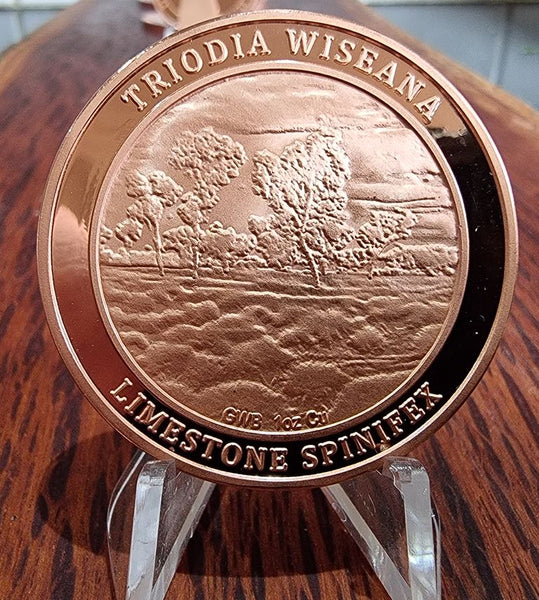 TRIODIA WISEANA
GWB 1oz Cu
LIMESTONE SPINIFEX